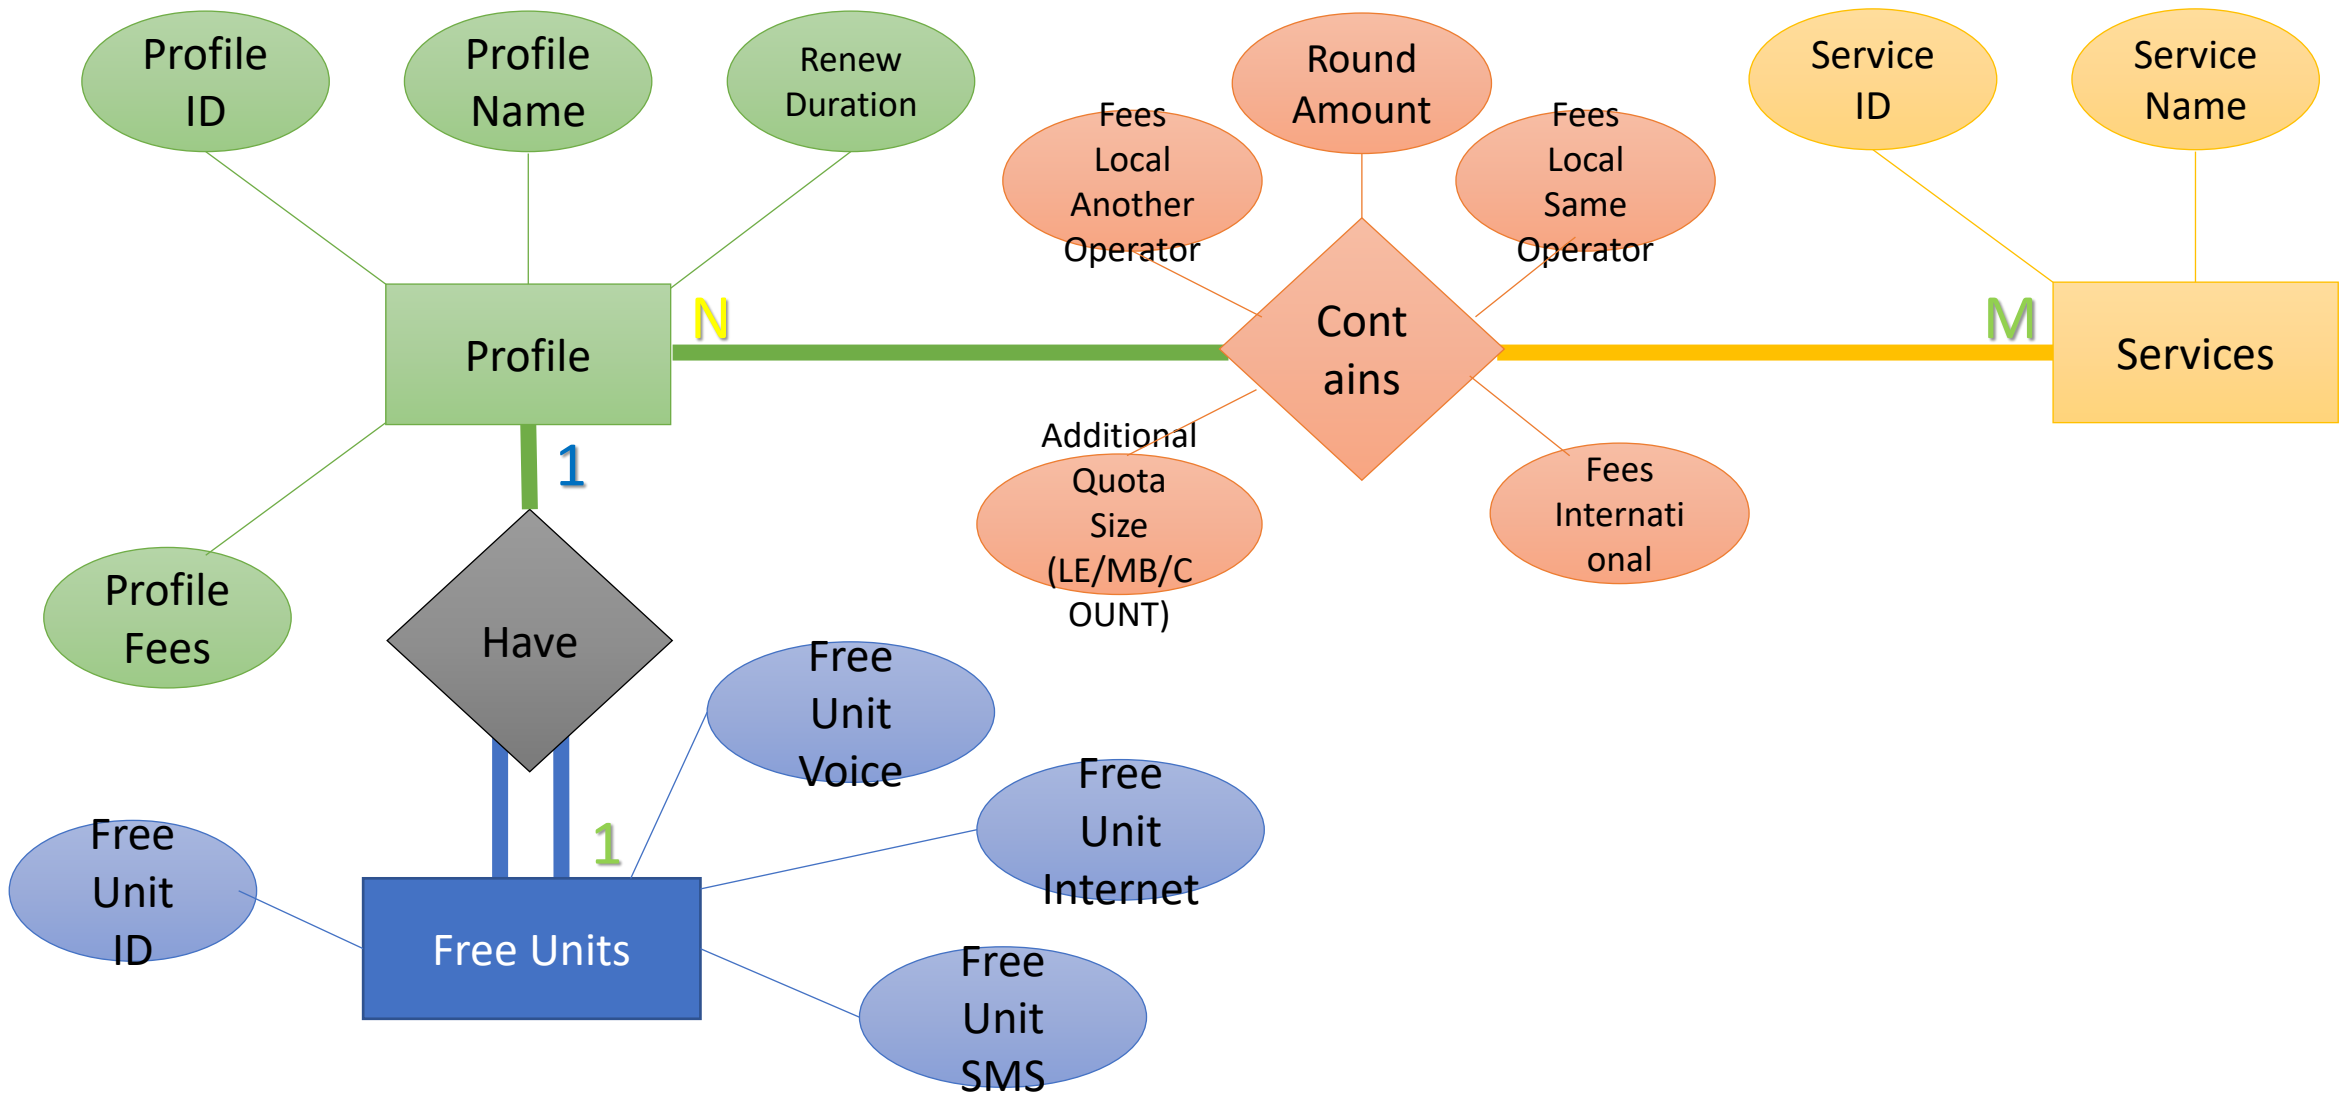 Profile
ID
Profile
Name
Renew
Duration
Round
Amount
Fees
Local
Another
Operator
Fees
Local
Same
Operator
Service
ID
Service
Name
Profile
N
Cont
ains
M
Services
1
Additional
Quota
Size
(LE/MB/C
OUNT)
Fees
Internati
onal
Profile
Fees
Have
Free
Unit
Voice
Free
Unit
Internet
1
Free
Unit
ID
Free Units
Free
Unit
SMS